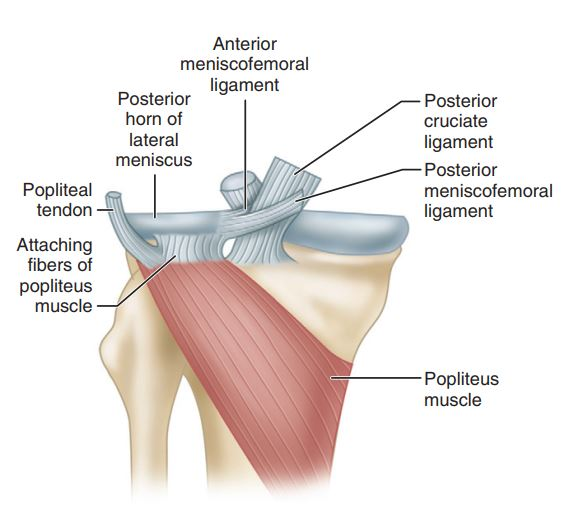 Anterior
meniscofemoral
ligament
Posterior
horn of
lateral
meniscus
Posterior
cruciate
ligament
Posterior
meniscofemoral
ligament
Popliteal
tendon
Attaching
fibers of
popliteus
muscle
Popliteus
muscle